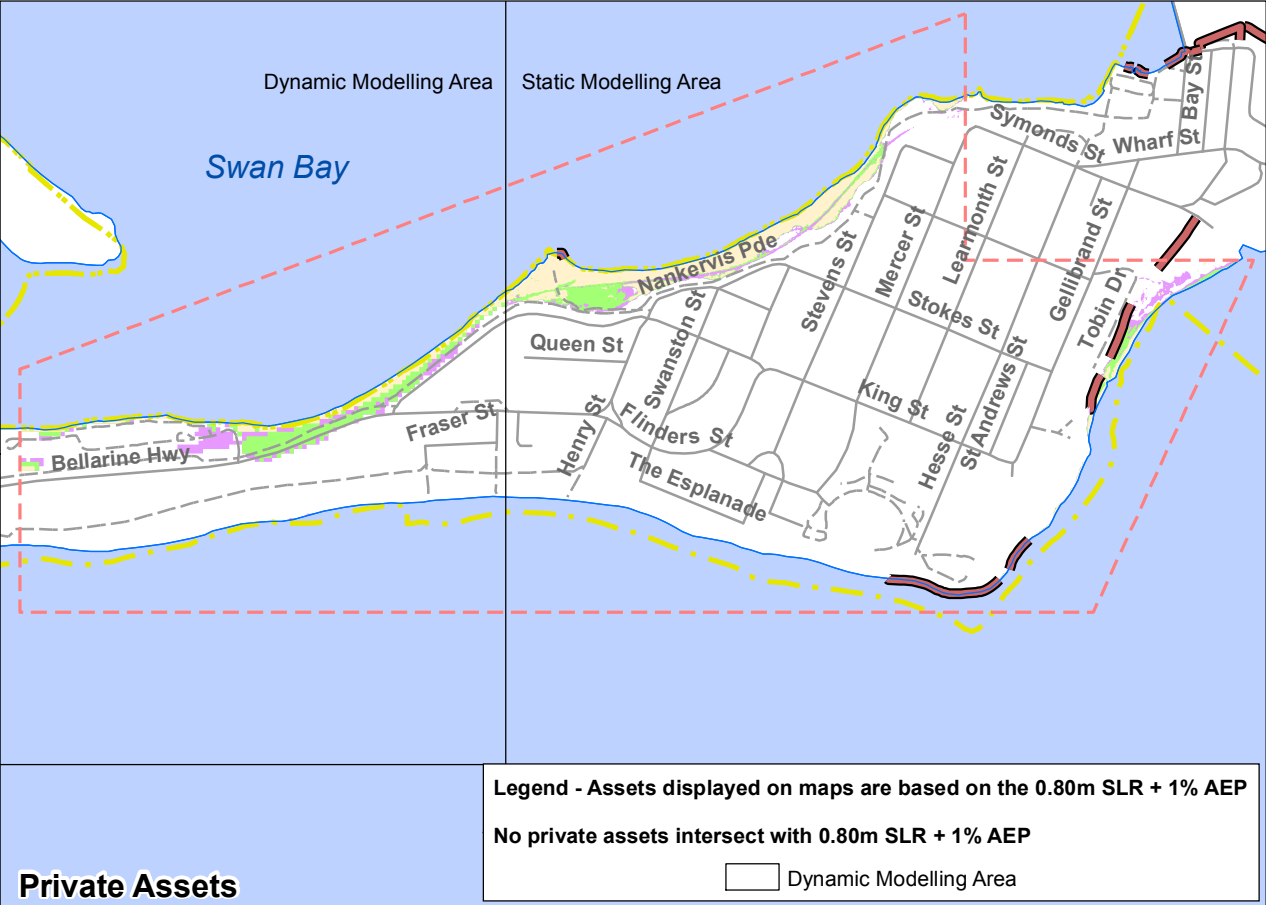 Dynamic Modelling Area
Static Modelling Area
Swan Bay
Symonds St
Wharf St
Bay St
Nankervis Pde
Stevens St
Mercer St
Learmonth St
Gellibrand St
Tobin Dr
Stokes St
Queen St
Swanston St
King St
St Andrews St
Hesse St
Fraser St
Henry St
Flinders St
The Esplanade
Bellarine Hwy
Legend - Assets displayed on maps are based on the 0.80m SLR + 1% AEP
No private assets intersect with 0.80m SLR + 1% AEP
Dynamic Modelling Area
Private Assets